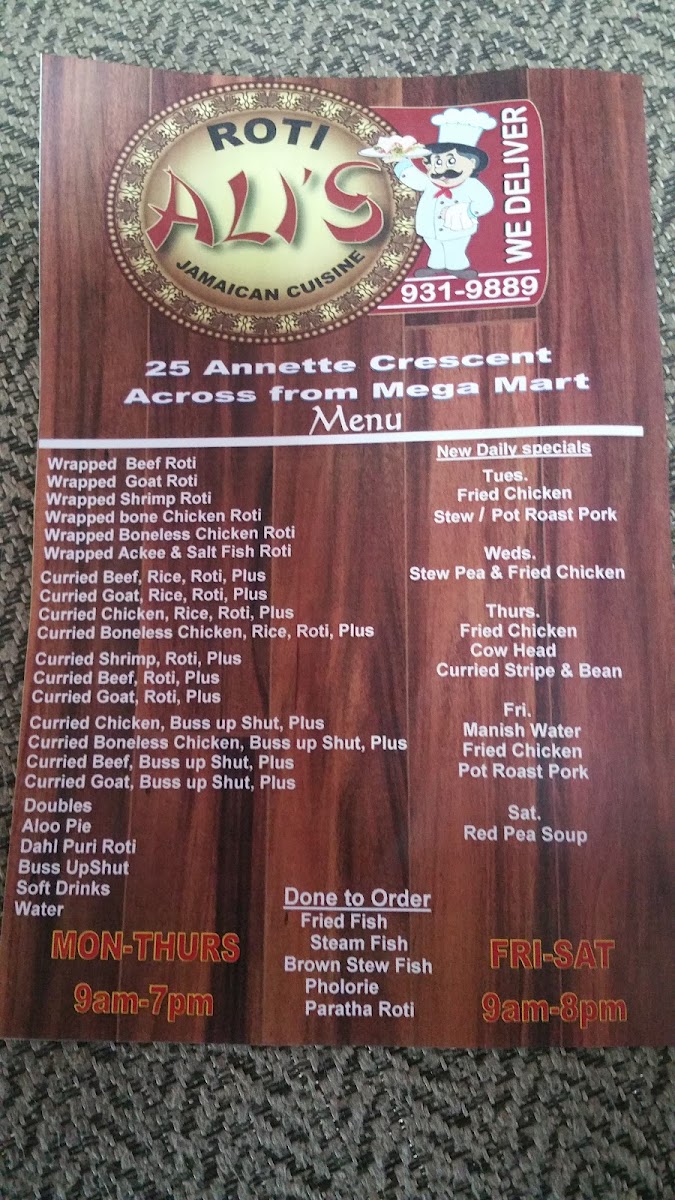 ROTI
ALI'S
JAMAICAN CUISINE
WE DELIVER
931-9889
25 Annette Crescent
Across from Mega Mart
Menu
Wrapped Beef Roti
Wrapped Goat Roti
Wrapped Shrimp Roti
Wrapped bone Chicken Roti
Wrapped Boneless Chicken Roti
Wrapped Ackee & Salt Fish Roti
Curried Beef, Rice, Roti, Plus
Curried Goat, Rice, Roti, Plus
Curried Chicken, Rice, Roti, Plus
Curried Boneless Chicken, Rice, Roti, Plus
Curried Shrimp, Roti, Plus
Curried Beef, Roti, Plus
Curried Goat, Roti, Plus
Curried Chicken, Buss up Shut, Plus
Curried Boneless Chicken, Buss up Shut, Plus
Curried Beef, Buss up Shut, Plus
Curried Goat, Buss up Shut, Plus
Doubles
Aloo Pie
Dahl Puri Roti
Buss UpShut
Soft Drinks
Water
New Daily specials
Tues.
Fried Chicken
Stew / Pot Roast Pork
Weds.
Stew Pea & Fried Chicken
Thurs.
Fried Chicken
Cow Head
Curried Stripe & Bean
Fri.
Manish Water
Fried Chicken
Pot Roast Pork
Sat.
Red Pea Soup
Done to Order
Fried Fish
Steam Fish
Brown Stew Fish
Pholorie
Paratha Roti
MON-THURS
9am-7pm
FRI-SAT
9am-8pm